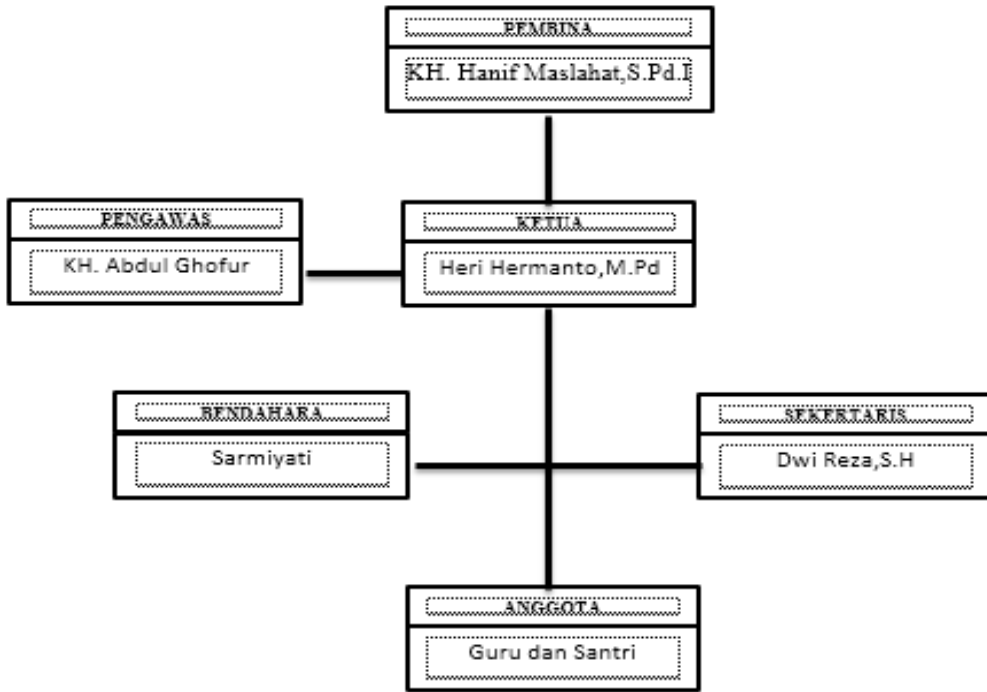 PEMBINA
KH. Hanif Maslahat,S.Pd.I
PENGAWAS
KH. Abdul Ghofur
KETUA
Heri Hermanto,M.Pd
BENDAHARA
Sarmiyati
SEKERTARIS
Dwi Reza,S.H
ANGGOTA
Guru dan Santri